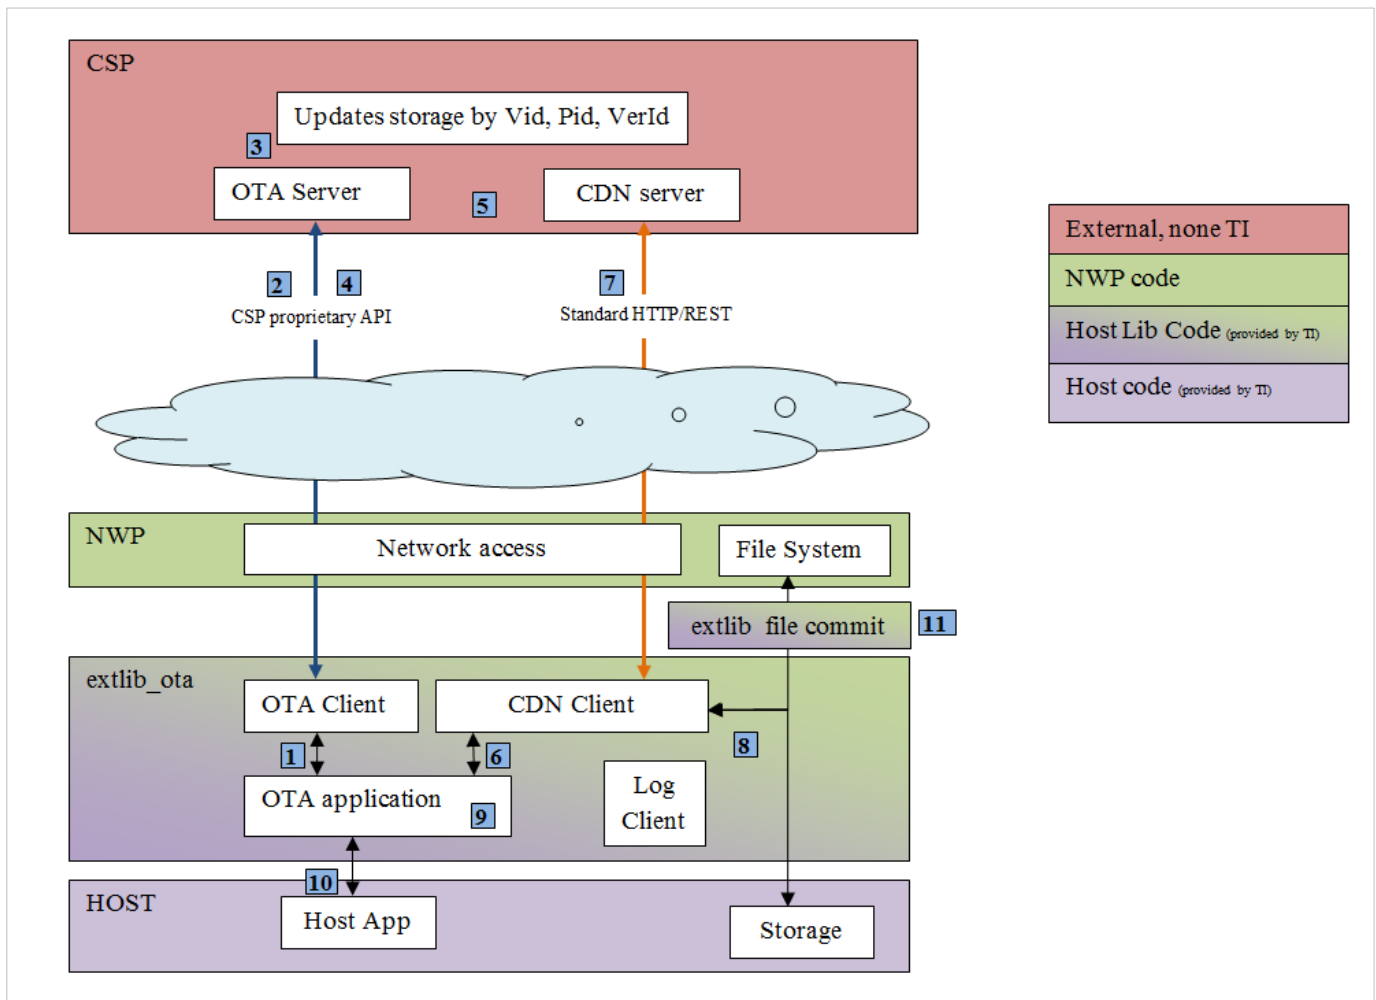 CSP
Updates storage by Vid, Pid, VerId
3
OTA Server
5
CDN server
External, none TI
NWP code
Host Lib Code (provided by TI)
Host code (provided by TI)
2
4
7
CSP proprietary API
Standard HTTP/REST
NWP
Network access
File System
extlib file commit
11
extlib_ota
OTA Client
CDN Client
1
6
8
OTA application
9
Log
Client
10
HOST
Host App
Storage